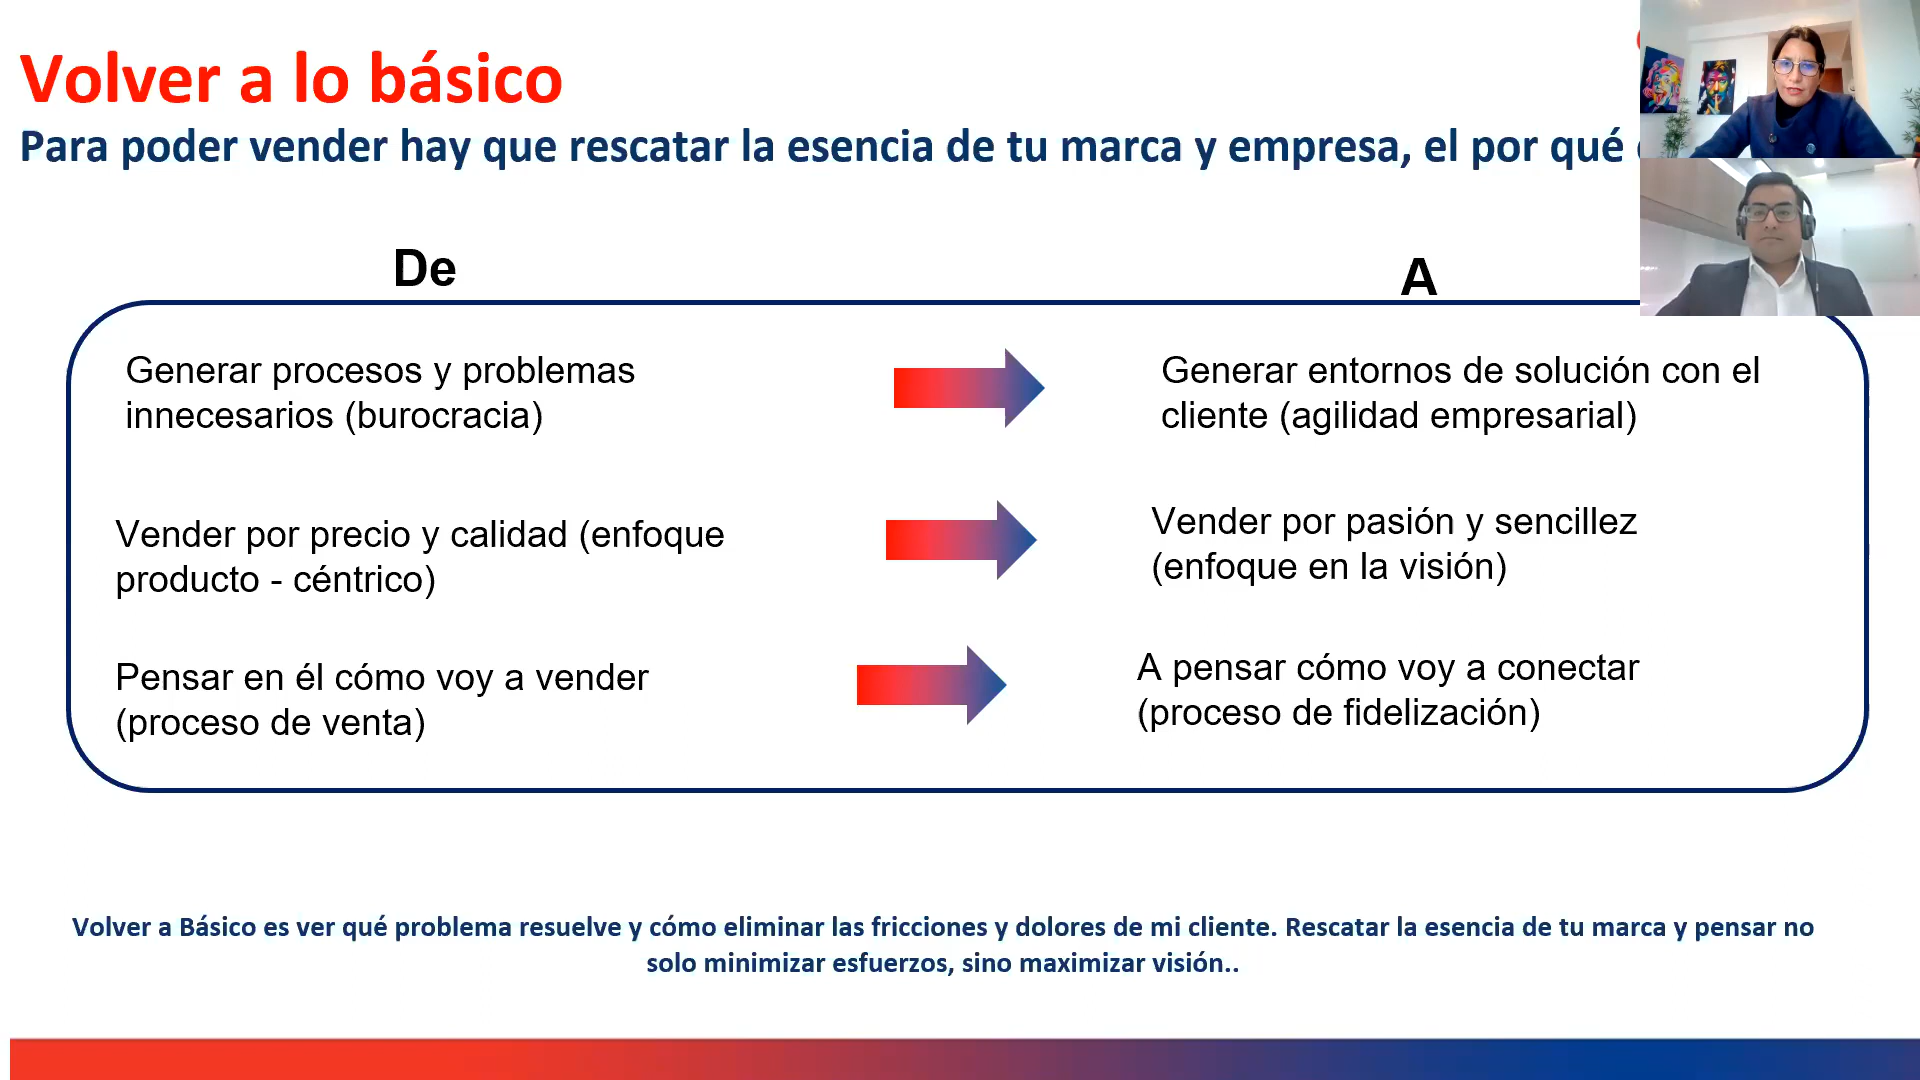 Volver a lo básico
Para poder vender hay que rescatar la esencia de tu marca y empresa, el por qué
De
A
Generar procesos y problemas
innecesarios (burocracia)
Generar entornos de solución con el
cliente (agilidad empresarial)
Vender por precio y calidad (enfoque
producto - céntrico)
Vender por pasión y sencillez
(enfoque en la visión)
Pensar en él cómo voy a vender
(proceso de venta)
A pensar cómo voy a conectar
(proceso de fidelización)
Volver a Básico es ver qué problema resuelve y cómo eliminar las fricciones y dolores de mi cliente. Rescatar la esencia de tu marca y pensar no
solo minimizar esfuerzos, sino maximizar visión..